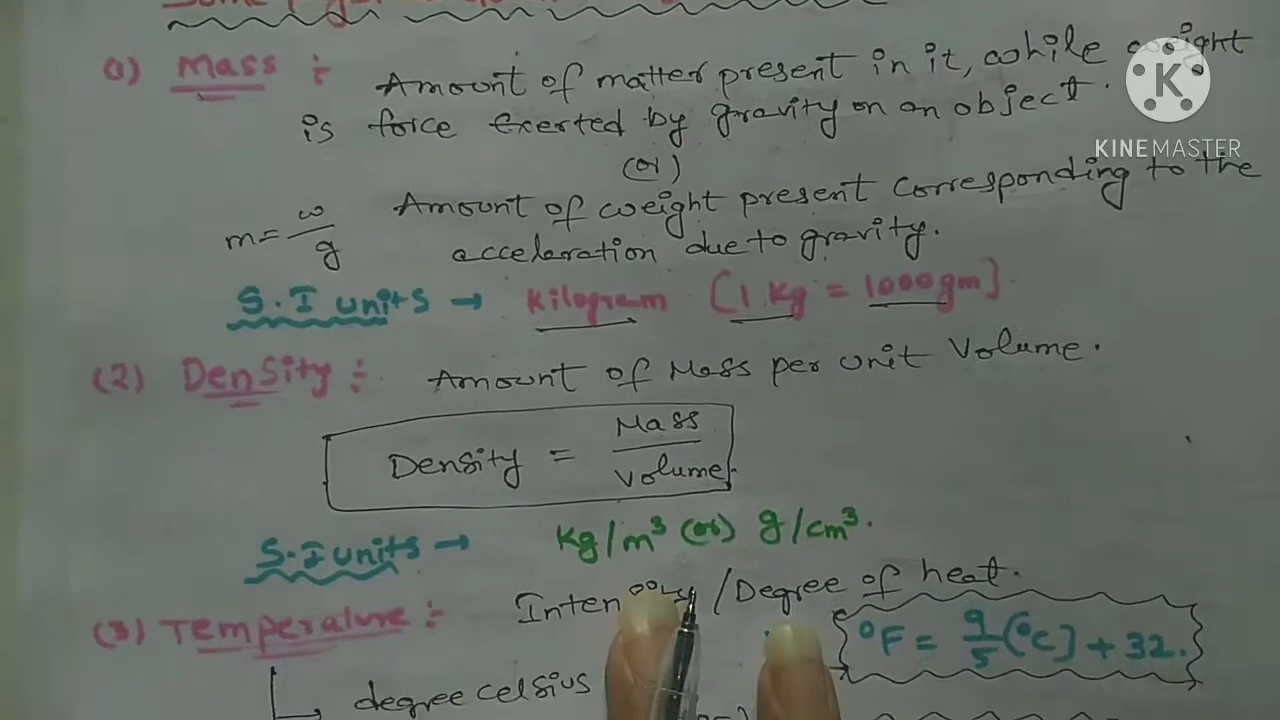 1) Mass :- Amount of matter present in it, while weight
is force exerted by gravity on an object.
(or)
m = w/g Amount of weight present corresponding to the
acceleration due to gravity.
S.I units → Kilogram [1 Kg = 1000gm].
(2) Density :- Amount of Mass per unit Volume.
Density = Mass/Volume.
S.I units → Kg/m³ (or) g/cm³.
(3) Temperature :- /Degree of heat.
°F = 9/5 (°C] + 32.
degree celsius
K
KINEMASTER